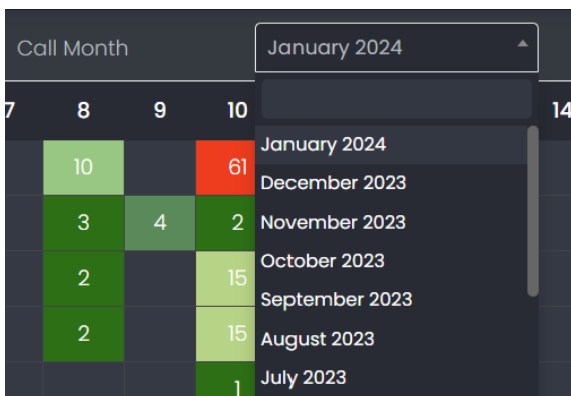 Call Month January 2024
7 8 9 10 14
10 61 January 2024
December 2023
3 4 2 November 2023
October 2023
2 15 September 2023
2 15 August 2023
1 July 2023